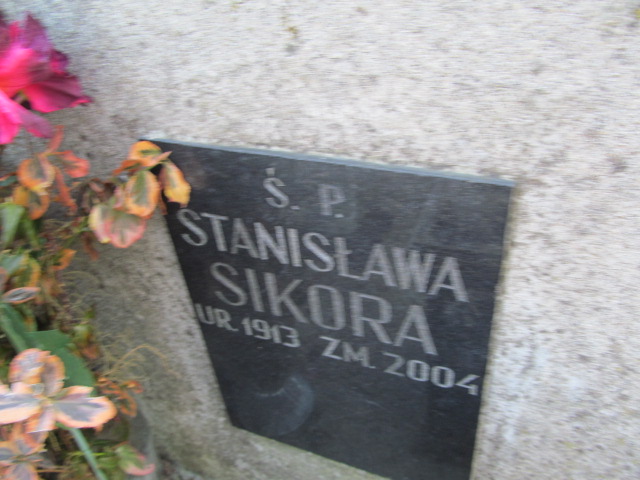 Ś. P.
STANISŁAWA
SIKORA
UR. 1913 ZM. 2004